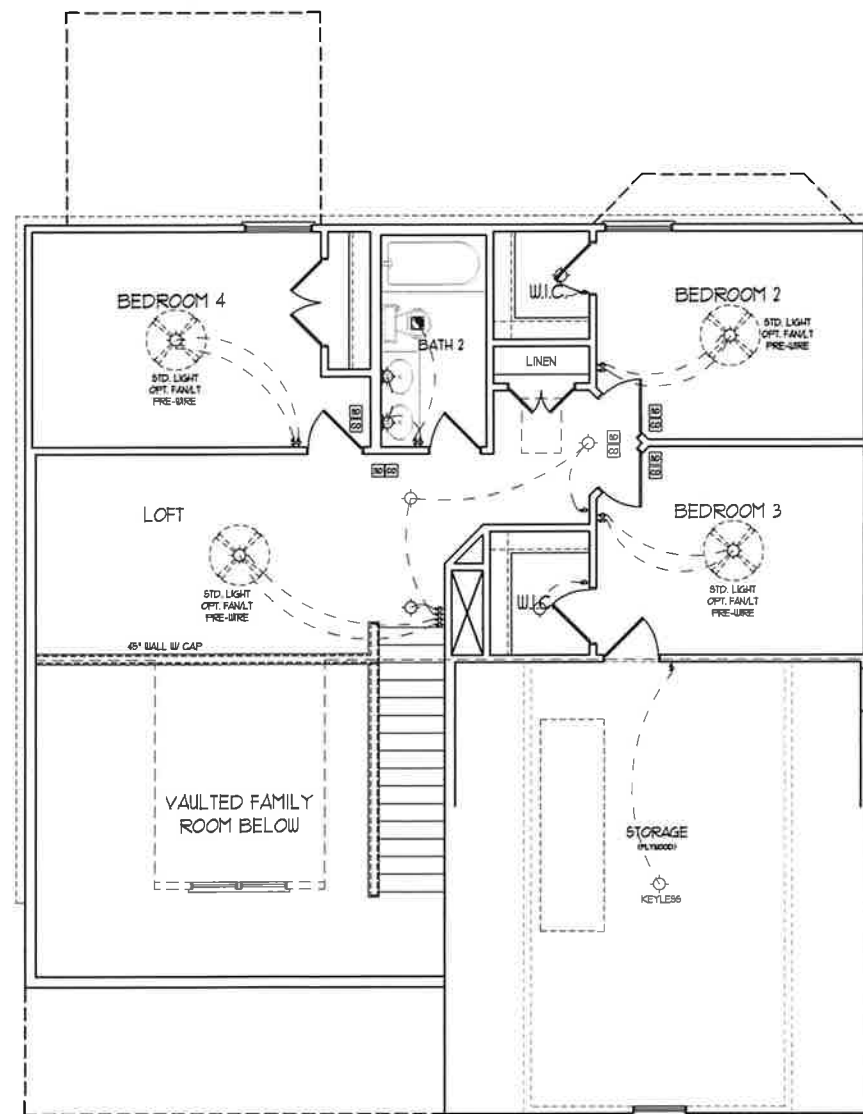 BEDROOM 4
STD. LIGHT
OPT. FAN/LT
PRE-WIRE
BATH 2
W.I.C.
LINEN
BEDROOM 2
STD. LIGHT
OPT. FAN/LT
PRE-WIRE
LOFT
STD. LIGHT
OPT. FAN/LT
PRE-WIRE
BEDROOM 3
STD. LIGHT
OPT. FAN/LT
PRE-WIRE
W.I.C.
45" WALL W/ CAP
VAULTED FAMILY
ROOM BELOW
STORAGE
(PLYWOOD)
KEYLESS